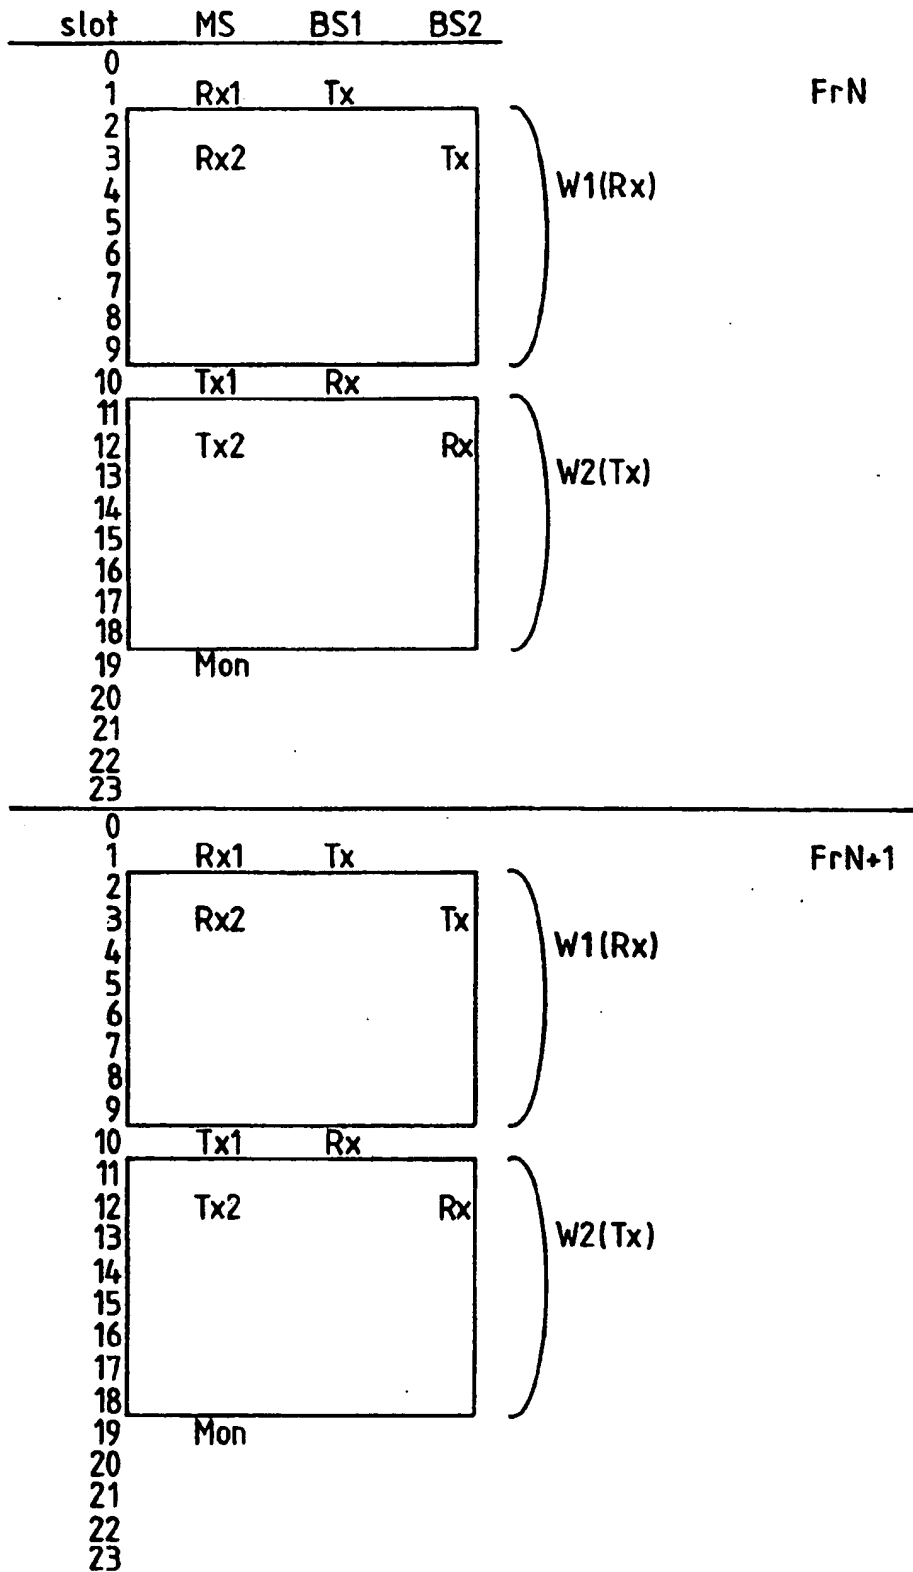 slot MS BS1 BS2
0
1 Rx1 Tx FrN
2
3 Rx2 Tx
4 W1(Rx)
5
6
7
8
9
10 Tx1 Rx
11
12 Tx2 Rx
13 W2(Tx)
14
15
16
17
18
19 Mon
20
21
22
23
0
1 Rx1 Tx FrN+1
2
3 Rx2 Tx
4 W1(Rx)
5
6
7
8
9
10 Tx1 Rx
11
12 Tx2 Rx
13 W2(Tx)
14
15
16
17
18
19 Mon
20
21
22
23